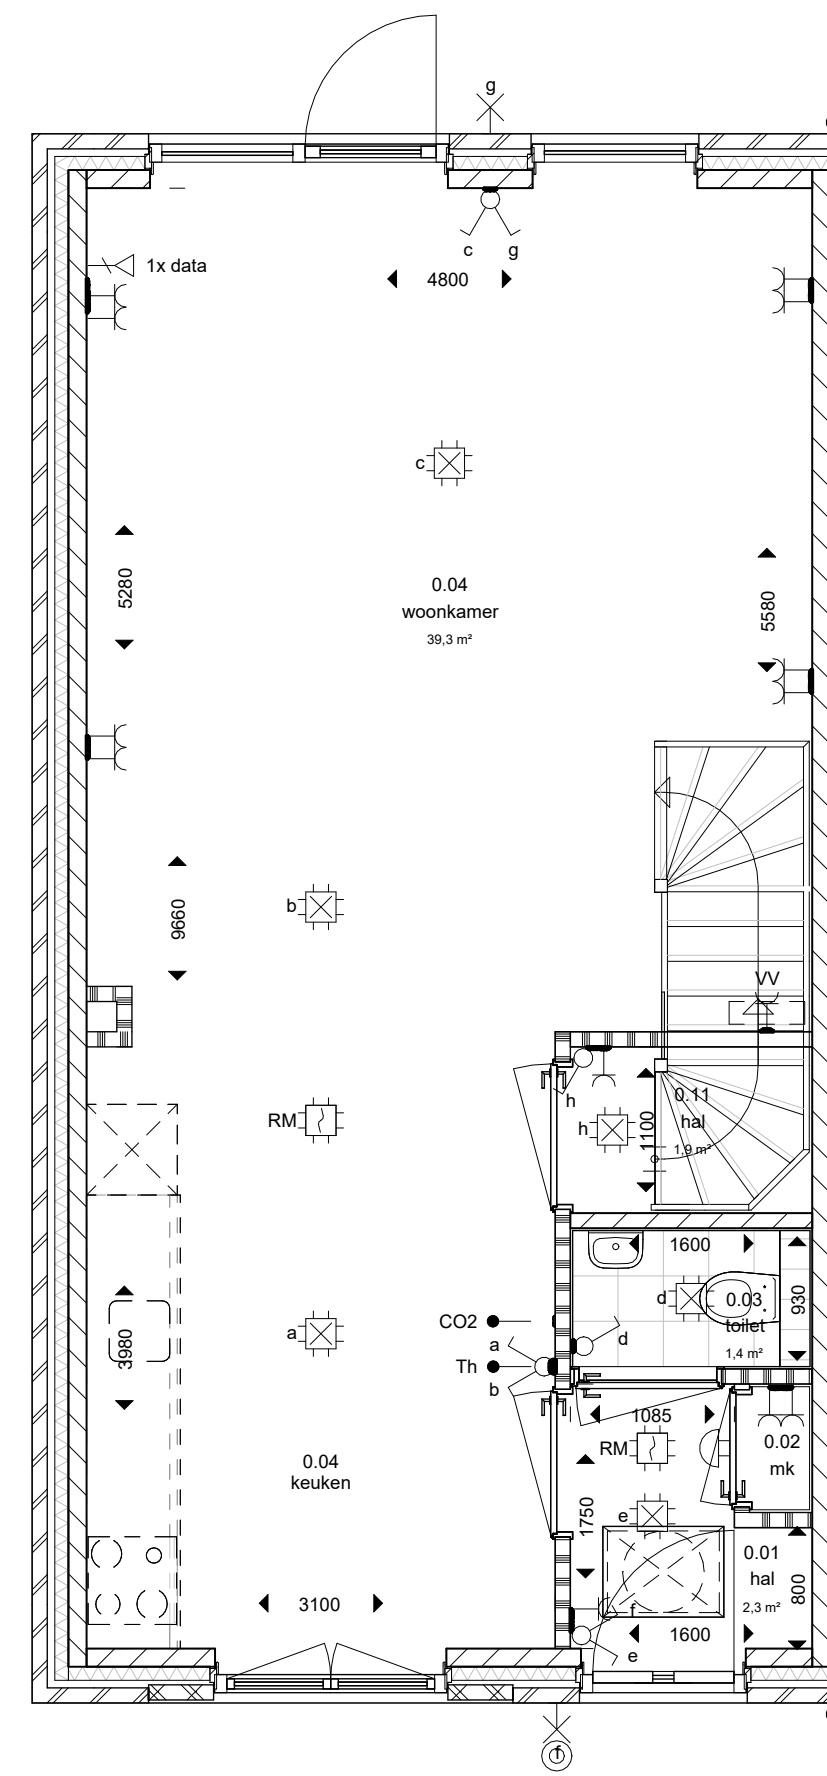 g
c
g
1x data
4800
c
5280
0.04
woonkamer
39,3 m²
5580
b
9660
VV
h
RM
h
1100
0.11
hal
1,9 m²
1600
d
0.03
toilet
1,4 m²
930
CO2
a
d
Th
b
a
3980
1085
RM
0.02
mk
0.04
keuken
1750
e
0.01
hal
2,3 m²
800
3100
f
1600
e
f